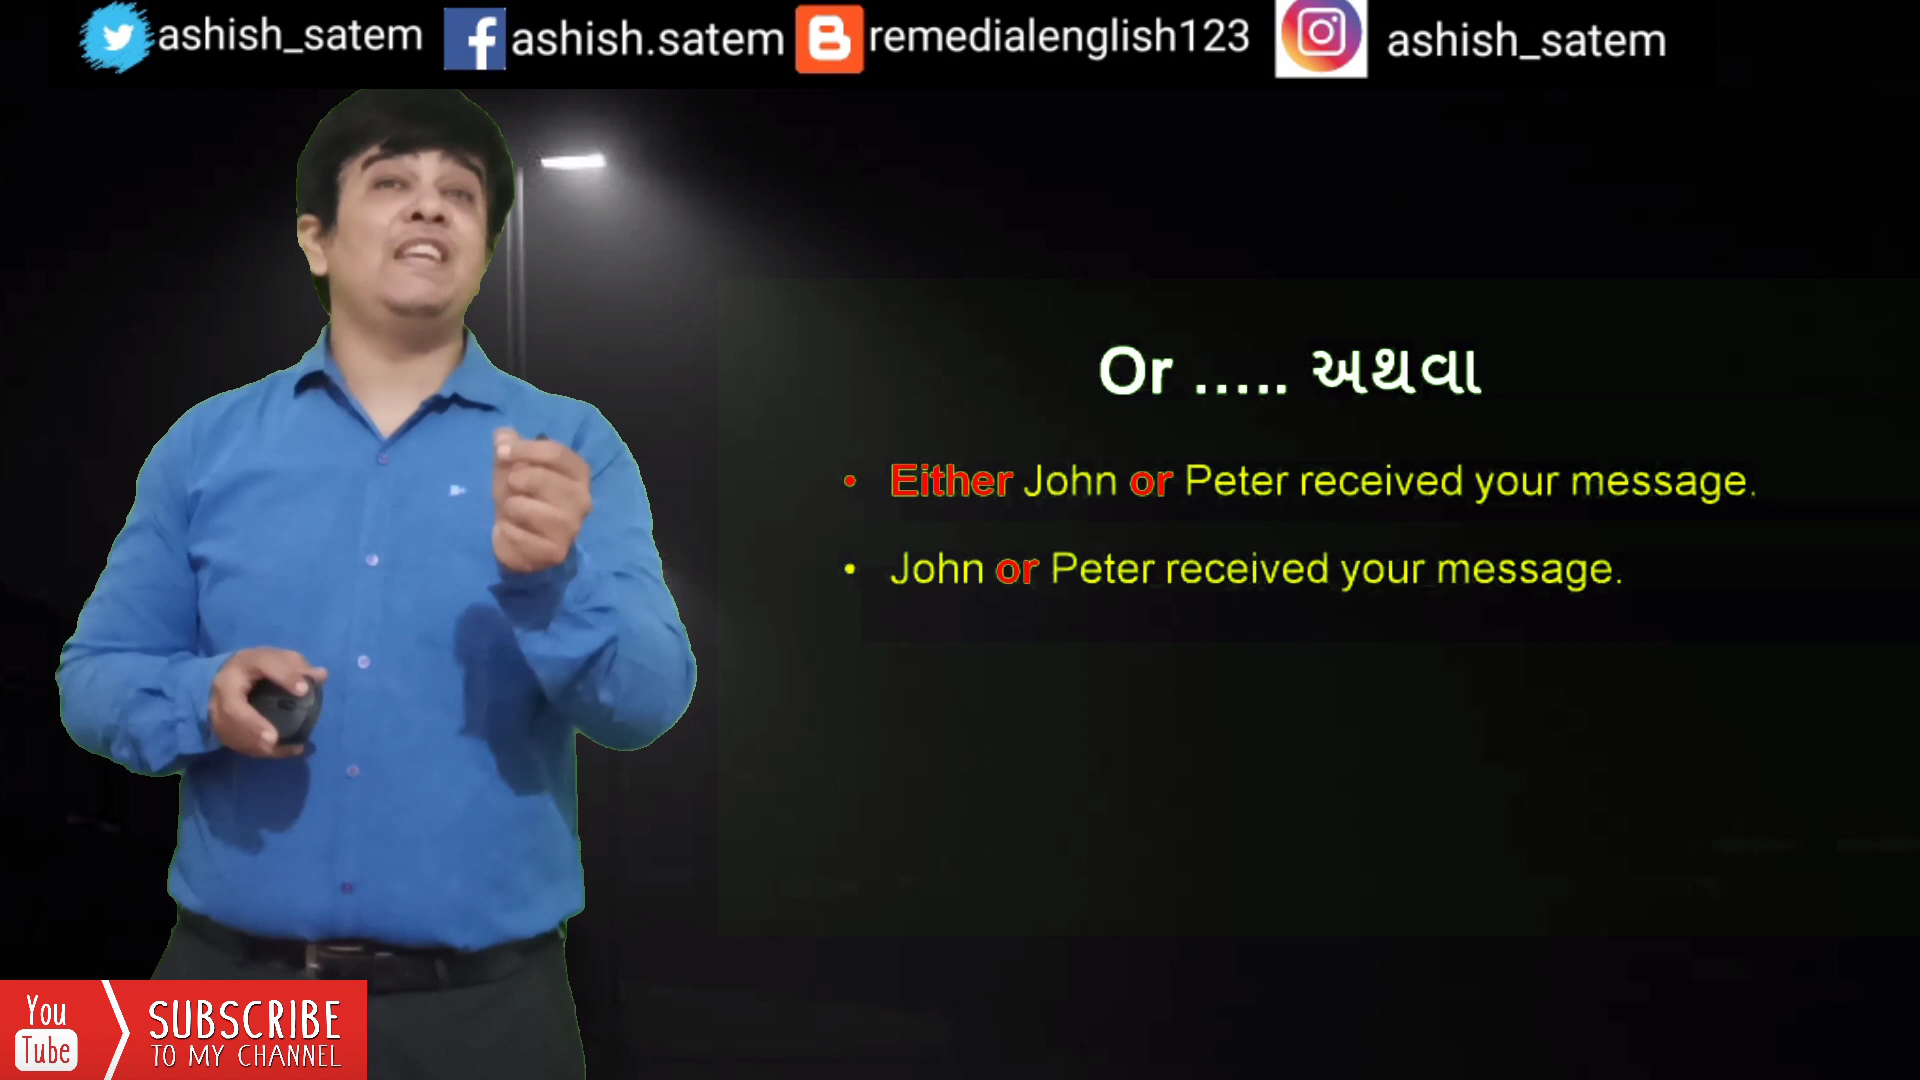 ashish_satem ashish.satem remedialenglish123 ashish_satem
Or ..... અથવા
• Either John or Peter received your message.
• John or Peter received your message.
You Tube
SUBSCRIBE
TO MY CHANNEL